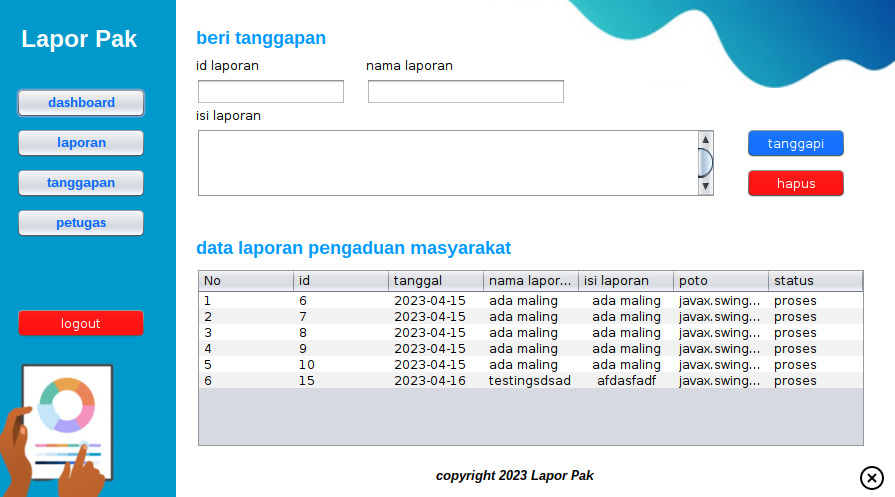 Lapor Pak
dashboard
laporan
tanggapan
petugas
logout
beri tanggapan
id laporan nama laporan
isi laporan
tanggapi
hapus
data laporan pengaduan masyarakat
No id tanggal nama lapor... isi laporan poto status
1 6 2023-04-15 ada maling ada maling javax.swing... proses
2 7 2023-04-15 ada maling ada maling javax.swing... proses
3 8 2023-04-15 ada maling ada maling javax.swing... proses
4 9 2023-04-15 ada maling ada maling javax.swing... proses
5 10 2023-04-15 ada maling ada maling javax.swing... proses
6 15 2023-04-16 testingsdsad afdasfadf javax.swing... proses
copyright 2023 Lapor Pak